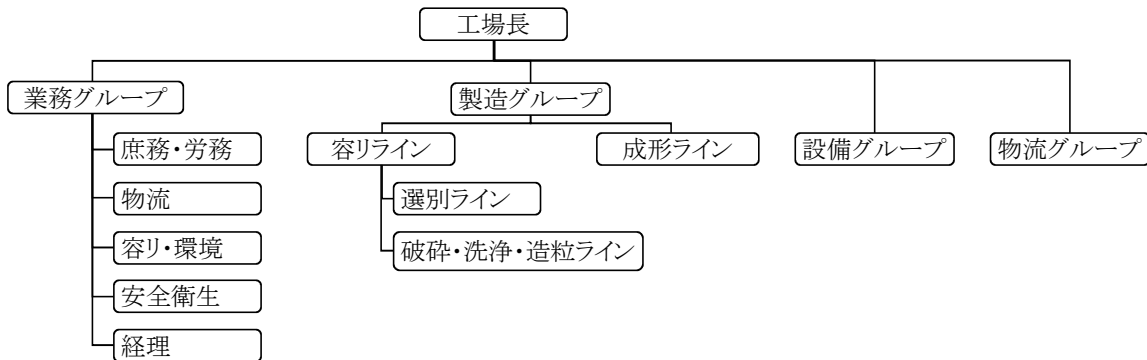 工場長
業務グループ
製造グループ
庶務・労務
容リライン
成形ライン
設備グループ
物流グループ
物流
選別ライン
容リ・環境
破砕・洗浄・造粒ライン
安全衛生
経理